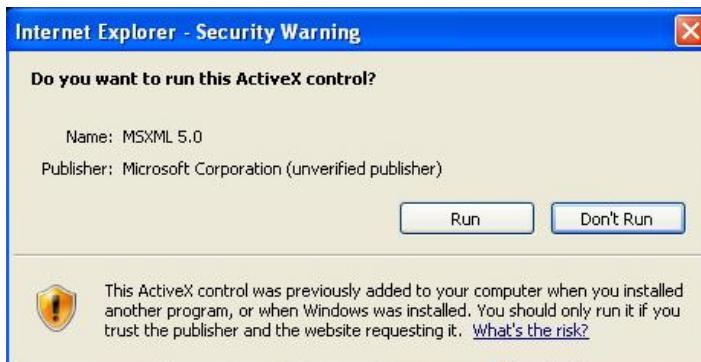 Internet Explorer - Security Warning
Do you want to run this ActiveX control?
Name: MSXML 5.0
Publisher: Microsoft Corporation (unverified publisher)
Run Don't Run
This ActiveX control was previously added to your computer when you installed
another program, or when Windows was installed. You should only run it if you
trust the publisher and the website requesting it. What's the risk?